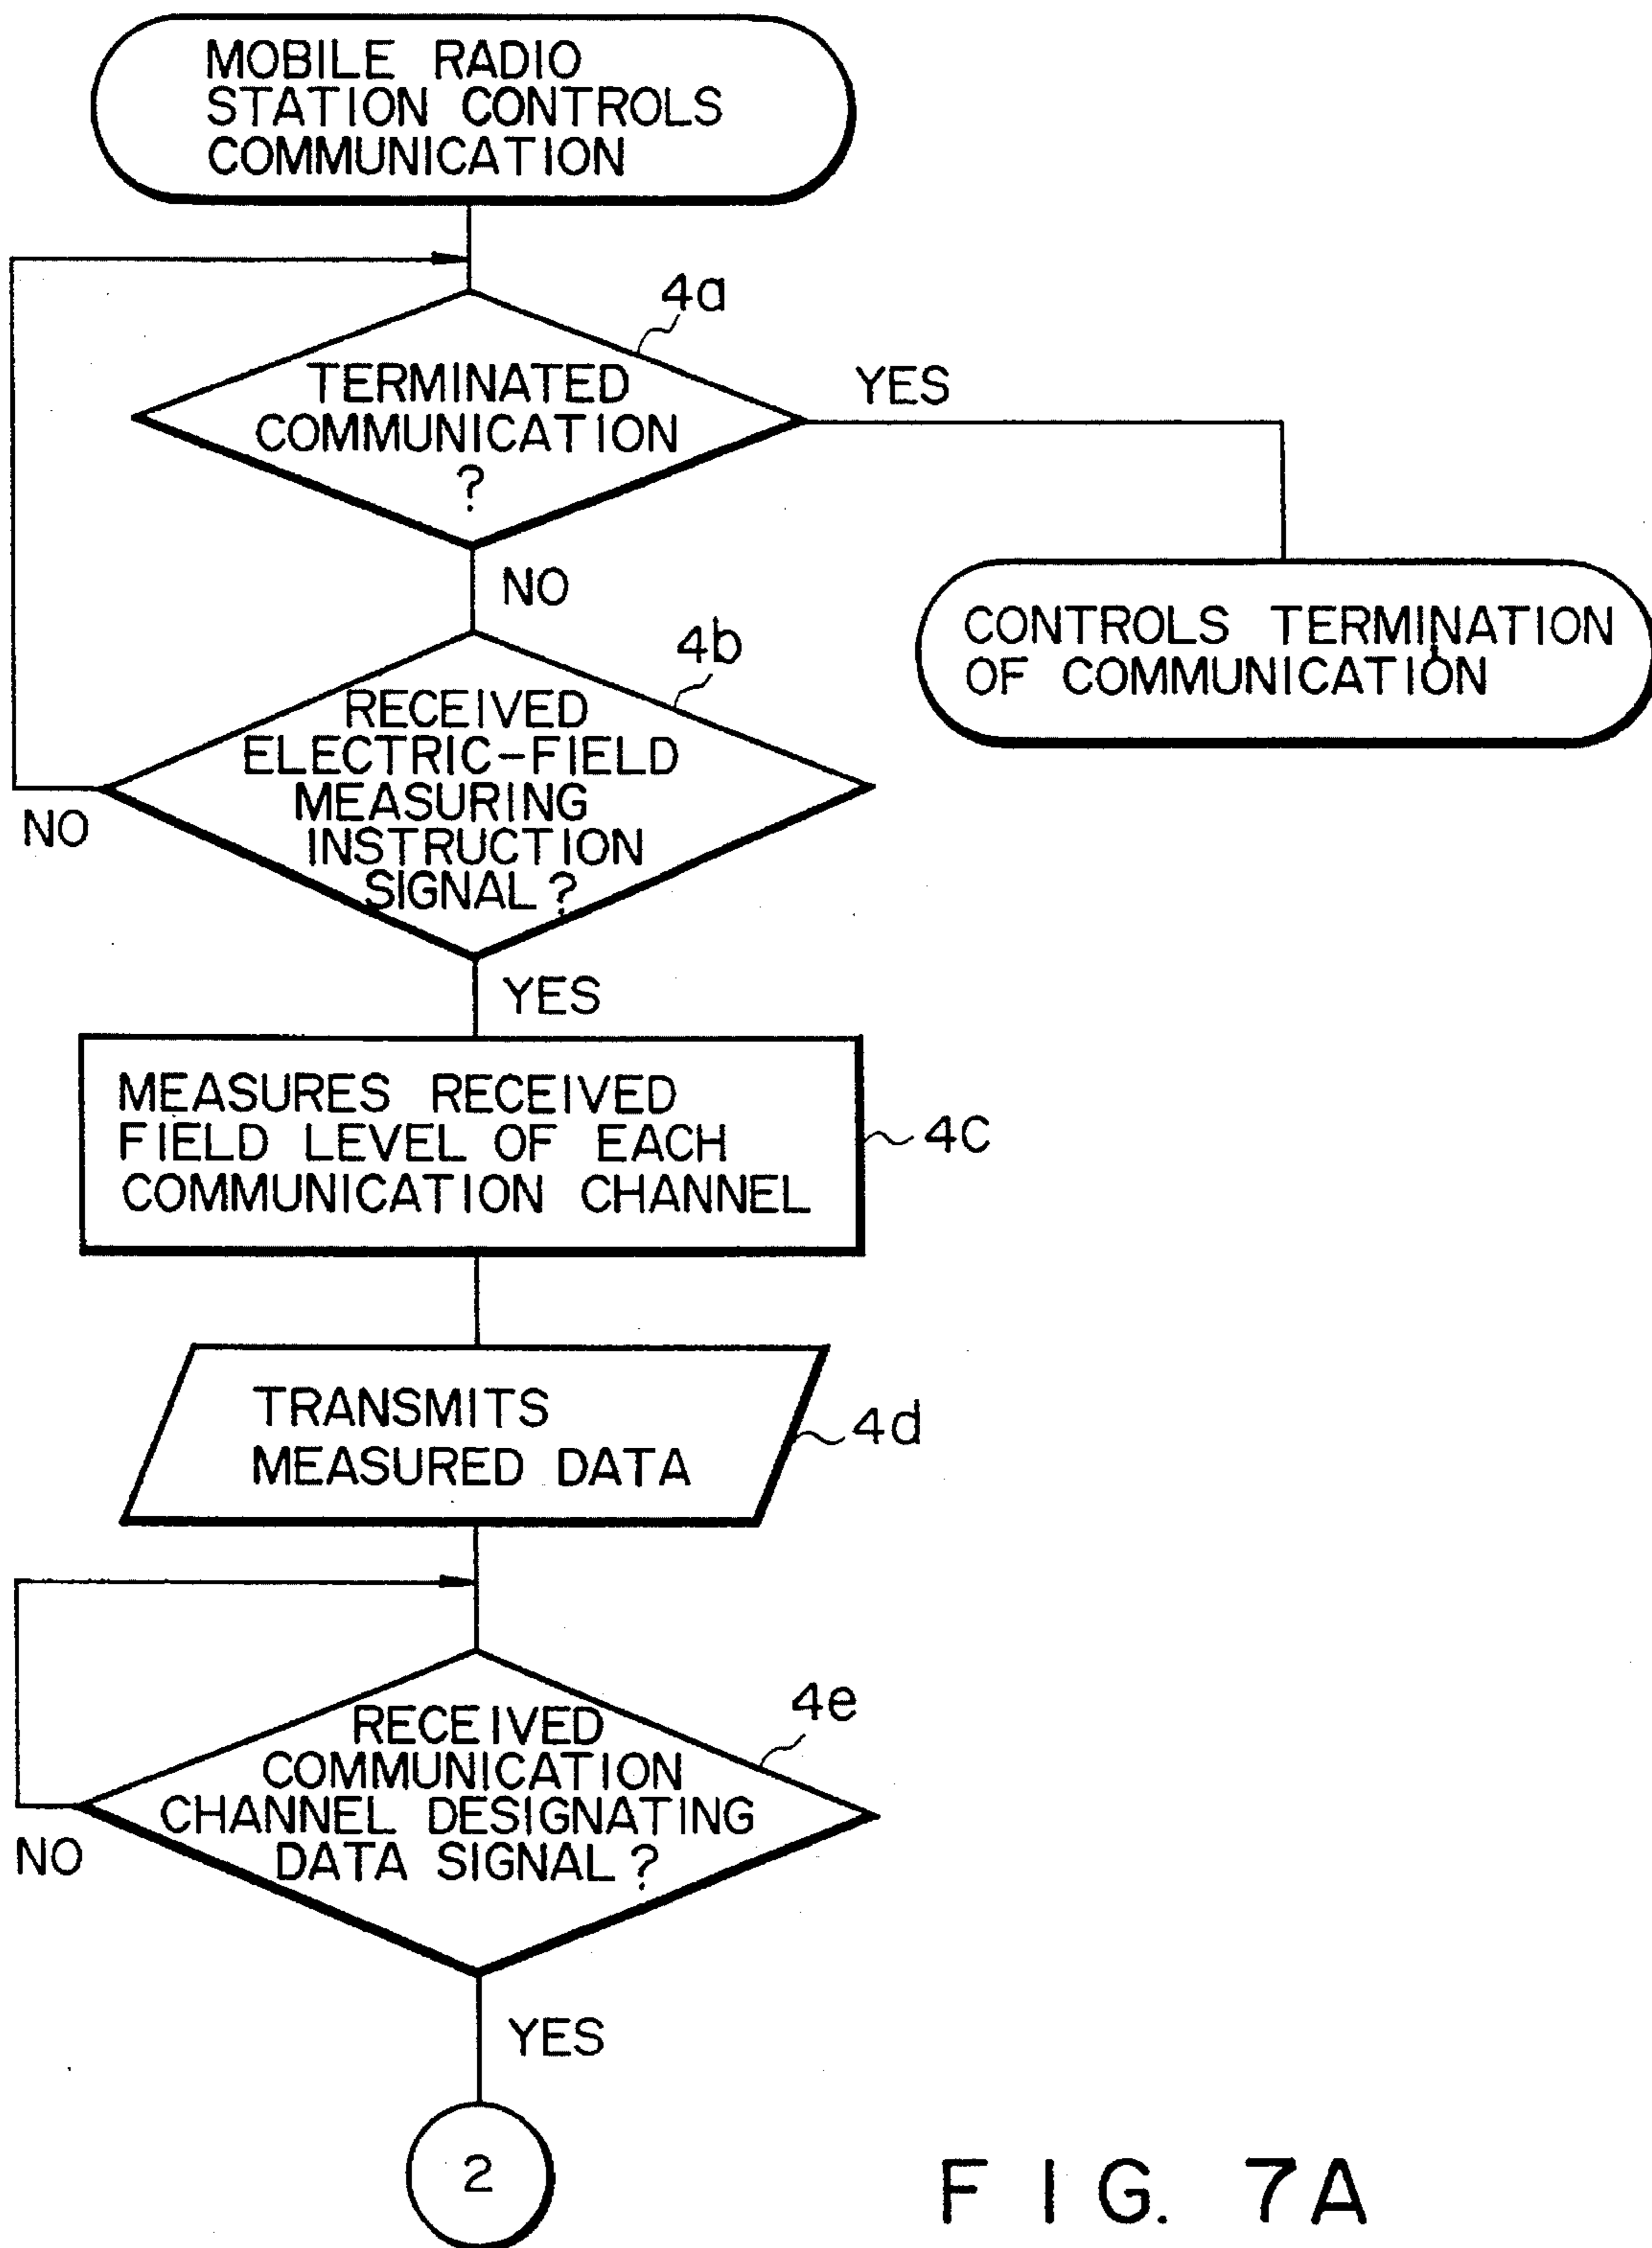 MOBILE RADIO
STATION CONTROLS
COMMUNICATION
4a
TERMINATED
COMMUNICATION
?
YES
NO
CONTROLS TERMINATION
OF COMMUNICATION
4b
RECEIVED
ELECTRIC-FIELD
MEASURING
INSTRUCTION
SIGNAL?
NO
YES
MEASURES RECEIVED
FIELD LEVEL OF EACH
COMMUNICATION CHANNEL
4c
TRANSMITS
MEASURED DATA
4d
4e
RECEIVED
COMMUNICATION
CHANNEL DESIGNATING
DATA SIGNAL?
NO
YES
2
FIG. 7A